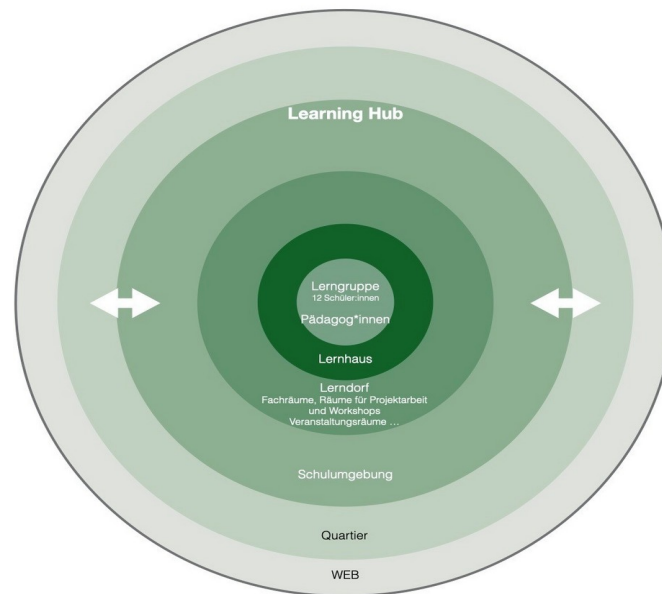 Learning Hub
Lerngruppe
12 Schüler:innen
Pädagog*innen
Lernhaus
Lerndorf
Fachräume, Räume für Projektarbeit
und Workshops
Veranstaltungsräume ...
Schulumgebung
Quartier
WEB